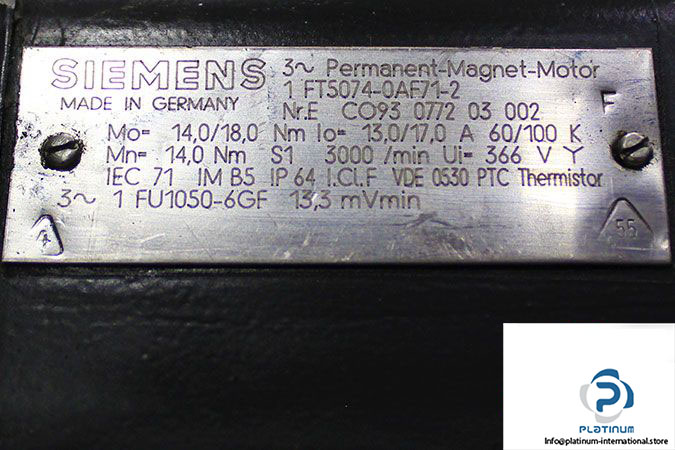 SIEMENS 3~ Permanent-Magnet-Motor
MADE IN GERMANY 1 FT5074-0AF71-2
Nr.E CO93 0772 03 002 F
Mo= 14,0/18,0 Nm Io= 13,0/17,0 A 60/100 K
Mn= 14,0 Nm S1 3000 /min Ui= 366 V Y
IEC 71 IM B5 IP 64 I.Cl.F VDE 0530 PTC Thermistor
3~ 1 FU1050-6GF 13,3 mVmin
55
PLATINUM
Info@platinum-international.store